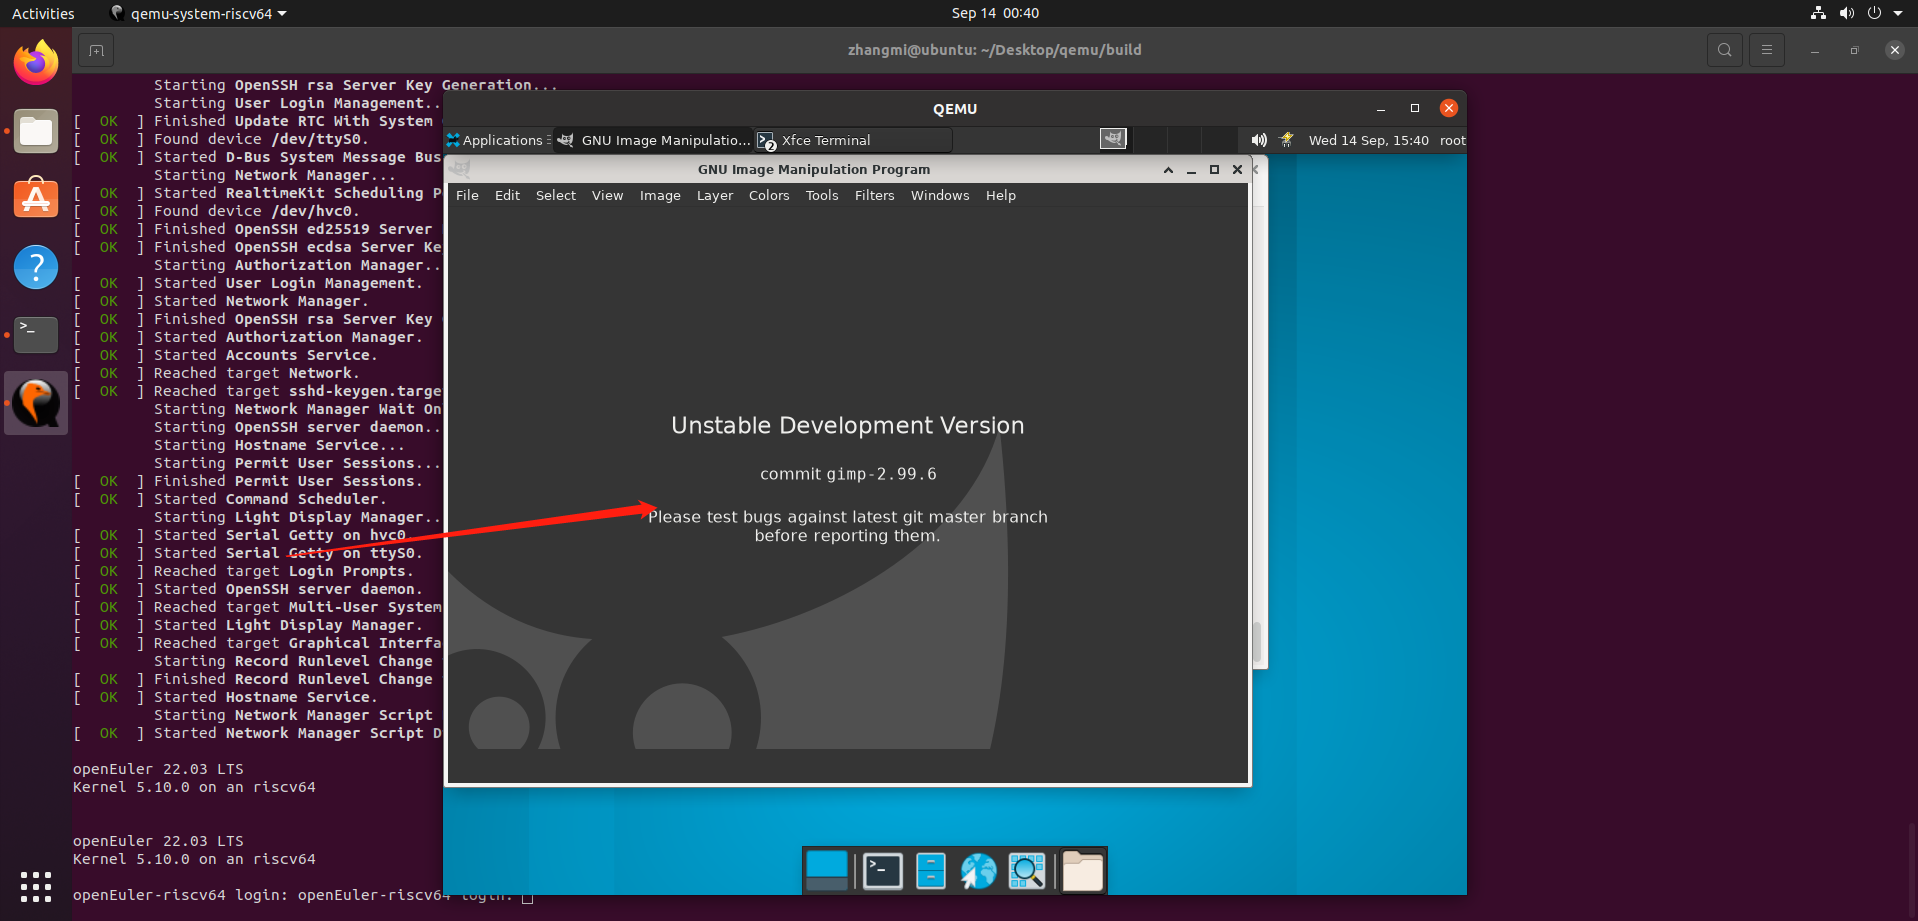 Activities
qemu-system-riscv64
Sep 14 00:40
zhangmi@ubuntu: ~/Desktop/qemu/build
Starting OpenSSH rsa Server Key Generation...
Starting User Login Management..
[ OK ] Finished Update RTC With System
[ OK ] Found device /dev/ttyS0.
[ OK ] Started D-Bus System Message Bus
Starting Network Manager...
[ OK ] Started RealtimeKit Scheduling P
[ OK ] Found device /dev/hvc0.
[ OK ] Finished OpenSSH ed25519 Server
[ OK ] Finished OpenSSH ecdsa Server Ke
Starting Authorization Manager..
[ OK ] Started User Login Management.
[ OK ] Started Network Manager.
[ OK ] Finished OpenSSH rsa Server Key
[ OK ] Started Authorization Manager.
[ OK ] Started Accounts Service.
[ OK ] Reached target Network.
[ OK ] Reached target sshd-keygen.targe
Starting Network Manager Wait On
Starting OpenSSH server daemon..
Starting Hostname Service...
Starting Permit User Sessions...
[ OK ] Finished Permit User Sessions.
[ OK ] Started Command Scheduler.
Starting Light Display Manager..
[ OK ] Started Serial Getty on hvc0.
[ OK ] Started Serial Getty on ttyS0.
[ OK ] Reached target Login Prompts.
[ OK ] Started OpenSSH server daemon.
[ OK ] Reached target Multi-User System
[ OK ] Started Light Display Manager.
[ OK ] Reached target Graphical Interfa
Starting Record Runlevel Change
[ OK ] Finished Record Runlevel Change
[ OK ] Started Hostname Service.
Starting Network Manager Script
[ OK ] Started Network Manager Script D
openEuler 22.03 LTS
Kernel 5.10.0 on an riscv64
openEuler 22.03 LTS
Kernel 5.10.0 on an riscv64
openEuler-riscv64 login: openEuler-riscv64 login:
QEMU
Applications
GNU Image Manipulatio...
Xfce Terminal
Wed 14 Sep, 15:40
root
GNU Image Manipulation Program
File Edit Select View Image Layer Colors Tools Filters Windows Help
Unstable Development Version
commit gimp-2.99.6
Please test bugs against latest git master branch
before reporting them.